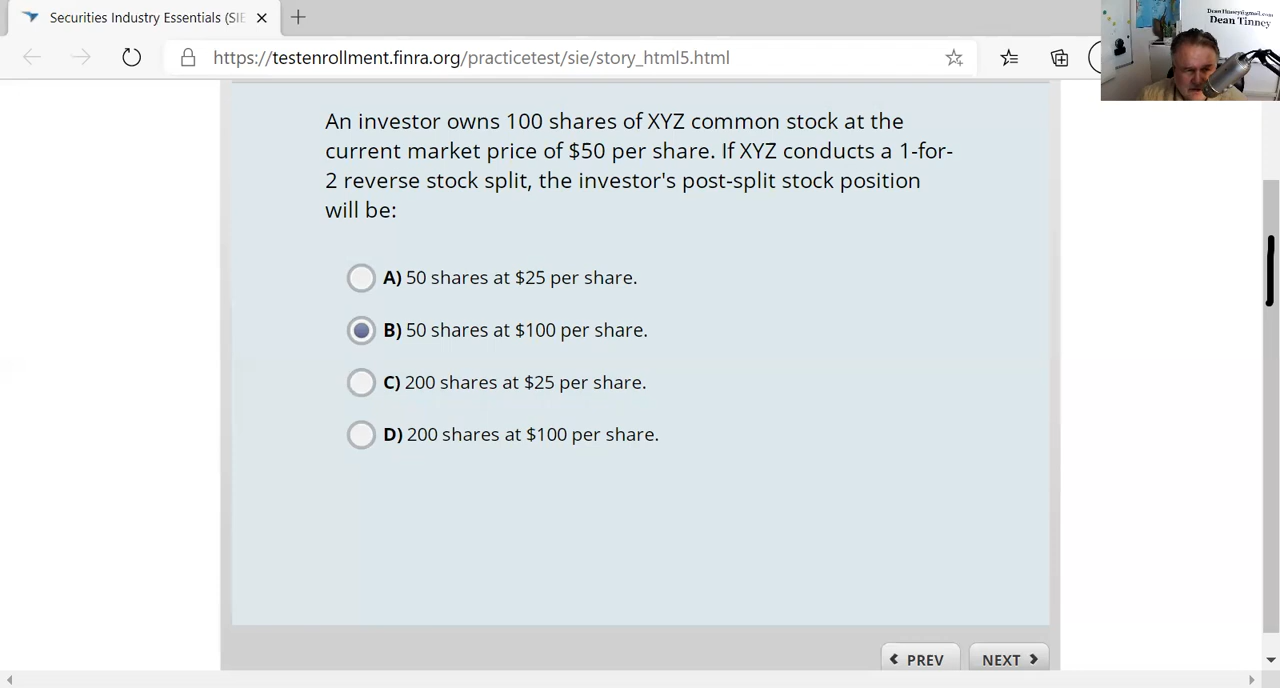 Securities Industry Essentials (SIE
https://testenrollment.finra.org/practicetest/sie/story_html5.html
DeanTinney@gmail.com
Dean Tinney
An investor owns 100 shares of XYZ common stock at the
current market price of $50 per share. If XYZ conducts a 1-for-
2 reverse stock split, the investor's post-split stock position
will be:
A) 50 shares at $25 per share.
B) 50 shares at $100 per share.
C) 200 shares at $25 per share.
D) 200 shares at $100 per share.
PREV
NEXT